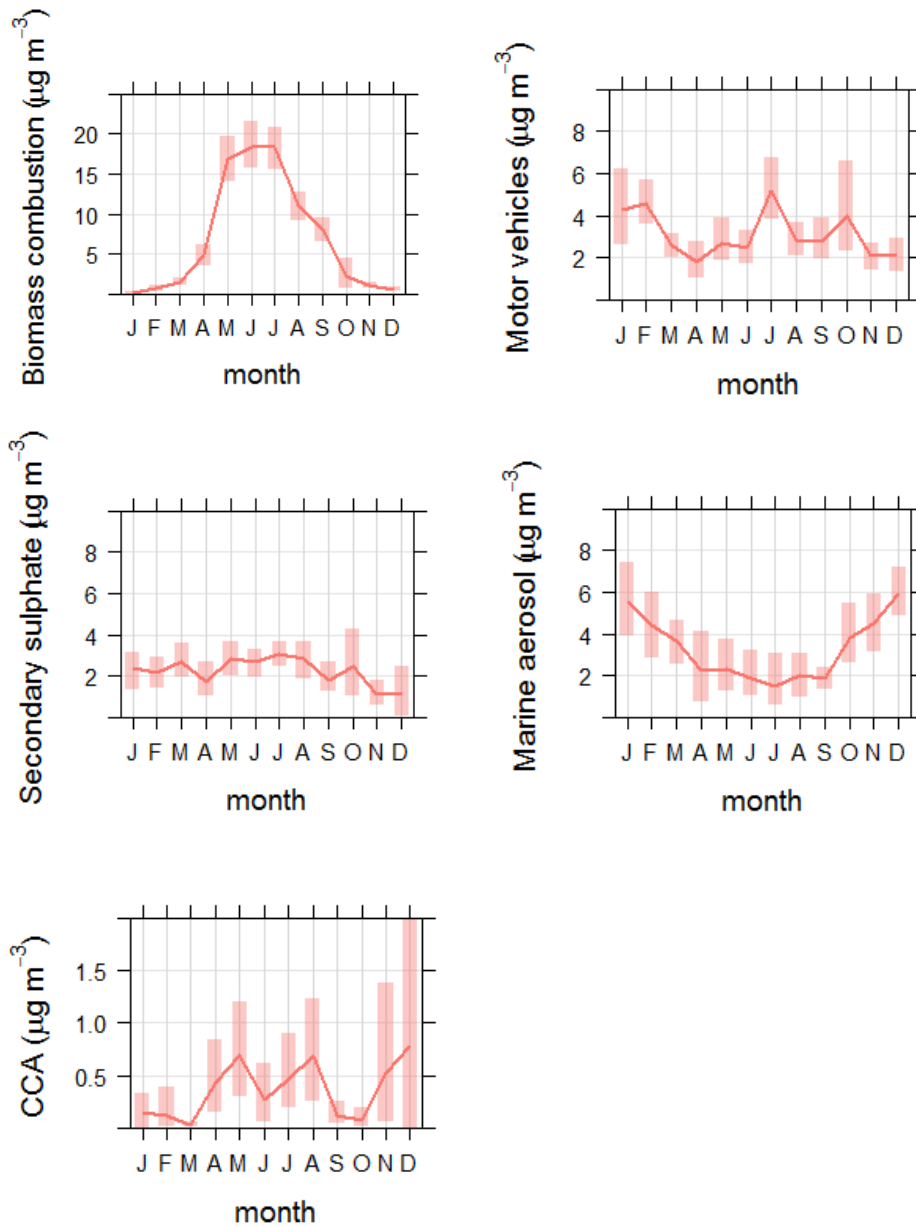 Biomass combustion (μg m⁻³)
20
15
10
5
J F M A M J J A S O N D
month
Motor vehicles (μg m⁻³)
8
6
4
2
J F M A M J J A S O N D
month
Secondary sulphate (μg m⁻³)
8
6
4
2
J F M A M J J A S O N D
month
Marine aerosol (μg m⁻³)
8
6
4
2
J F M A M J J A S O N D
month
CCA (μg m⁻³)
1.5
1.0
0.5
J F M A M J J A S O N D
month